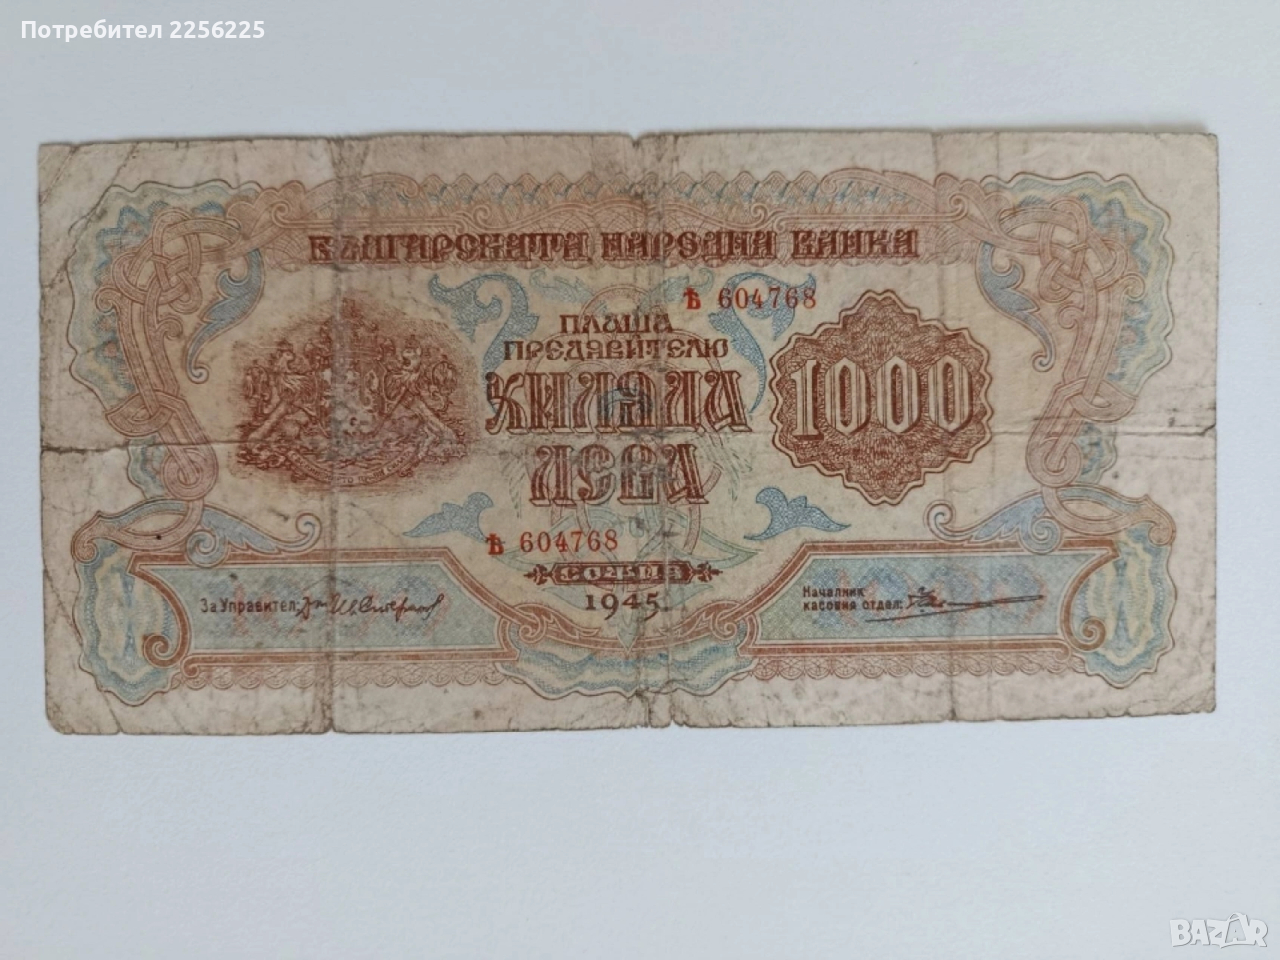 Потребител 2256225
БЪЛГАРСКАТА НАРОДНА БАНКА
Ѣ 604768
ПЛАЩА
ПРЕДЯВИТЕЛЮ
ХИЛЯДА
ЛЕВА
1000
Ѣ 604768
СОФИЯ
1945
За Управител:
Началник
касовия отдел:
BAZAR